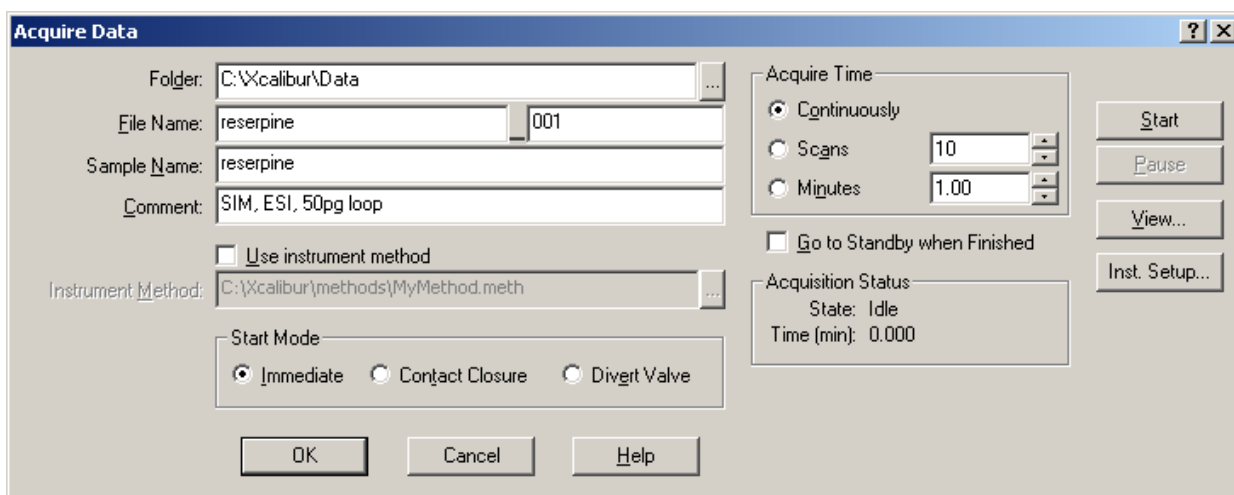 Acquire Data
Folder: C:\Xcalibur\Data ...
File Name: reserpine _ 001
Sample Name: reserpine
Comment: SIM, ESI, 50pg loop
Use instrument method
Instrument Method: C:\Xcalibur\methods\MyMethod.meth ...
Start Mode
Immediate Contact Closure Divert Valve
OK Cancel Help
Acquire Time
Continuously
Scans 10
Minutes 1.00
Go to Standby when Finished
Acquisition Status
State: Idle
Time (min): 0.000
Start
Pause
View...
Inst. Setup...